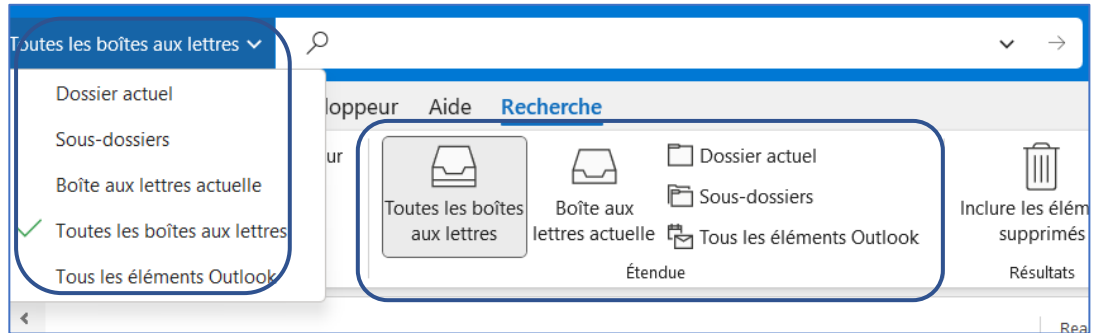 Toutes les boîtes aux lettres
Dossier actuel
Sous-dossiers
Boîte aux lettres actuelle
Toutes les boîtes aux lettres
Tous les éléments Outlook
loppeur Aide Recherche
ur
Toutes les boîtes
aux lettres
Boîte aux
lettres actuelle
Dossier actuel
Sous-dossiers
Tous les éléments Outlook
Étendue
Inclure les élém
supprimés
Résultats
Rea